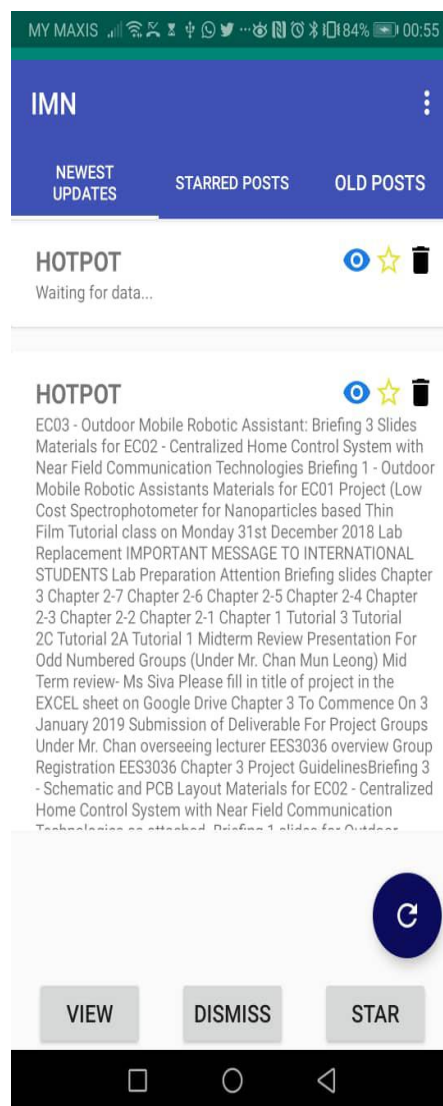 MY MAXIS 84% 00:55
IMN
NEWEST UPDATES
STARRED POSTS
OLD POSTS
HOTPOT
Waiting for data...
HOTPOT
EC03 - Outdoor Mobile Robotic Assistant: Briefing 3 Slides
Materials for EC02 - Centralized Home Control System with
Near Field Communication Technologies Briefing 1 - Outdoor
Mobile Robotic Assistants Materials for EC01 Project (Low
Cost Spectrophotometer for Nanoparticles based Thin
Film Tutorial class on Monday 31st December 2018 Lab
Replacement IMPORTANT MESSAGE TO INTERNATIONAL
STUDENTS Lab Preparation Attention Briefing slides Chapter
3 Chapter 2-7 Chapter 2-6 Chapter 2-5 Chapter 2-4 Chapter
2-3 Chapter 2-2 Chapter 2-1 Chapter 1 Tutorial 3 Tutorial
2C Tutorial 2A Tutorial 1 Midterm Review Presentation For
Odd Numbered Groups (Under Mr. Chan Mun Leong) Mid
Term review- Ms Siva Please fill in title of project in the
EXCEL sheet on Google Drive Chapter 3 To Commence On 3
January 2019 Submission of Deliverable For Project Groups
Under Mr. Chan overseeing lecturer EES3036 overview Group
Registration EES3036 Chapter 3 Project GuidelinesBriefing 3
- Schematic and PCB Layout Materials for EC02 - Centralized
Home Control System with Near Field Communication
Technologies as attached. Briefing 1 slides for Outdoor
VIEW
DISMISS
STAR